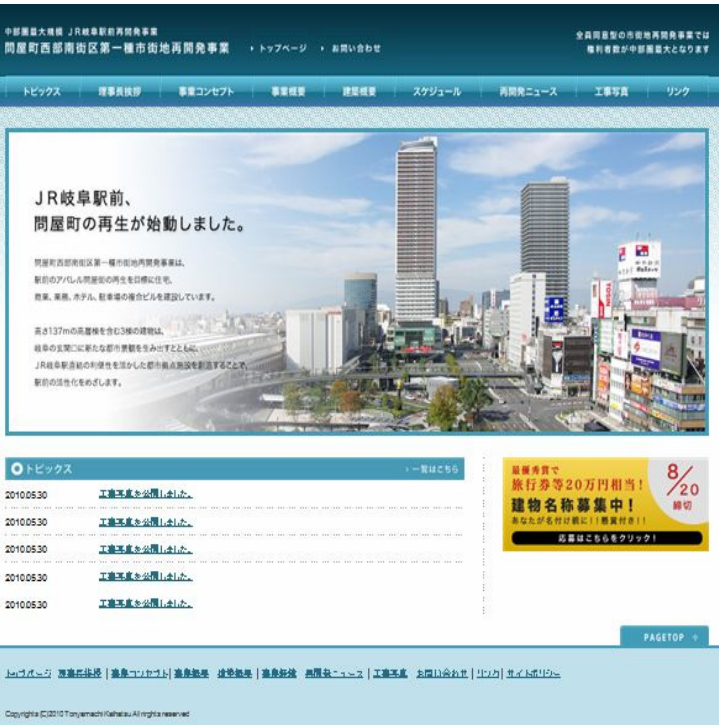 中部圏最大規模 JR岐阜駅前再開発事業
問屋町西部南街区第一種市街地再開発事業
トップページ
お問い合わせ
全員同意型の市街地再開発事業では
権利者数が中部圏最大となります
トピックス 理事長挨拶 事業コンセプト 事業概要 建築概要 スケジュール 再開発ニュース 工事写真 リンク
JR岐阜駅前、
問屋町の再生が始動しました。
問屋町西部南街区第一種市街地再開発事業は、
駅前のアパレル問屋街の再生を目標に住宅、
商業、業務、ホテル、駐車場の複合ビルを建設しています。
高さ137mの高層棟を含む3棟の建物は、
岐阜の玄関口に新たな都市景観を生み出すとともに、
JR岐阜駅直結の利便性を活かした都市拠点施設を創造することで、
駅前の活性化をめざします。
トピックス
一覧はこちら
2010.05.30 工事写真を公開しました。
2010.05.30 工事写真を公開しました。
2010.05.30 工事写真を公開しました。
2010.05.30 工事写真を公開しました。
2010.05.30 工事写真を公開しました。
最優秀賞で
旅行券等20万円相当!
建物名称募集中!
あなたが名付け親に!!懸賞付き!!
8/20
締切
応募はこちらをクリック!
PAGETOP
トップページ 理事長挨拶 | 事業コンセプト | 事業概要 建築概要 | 再開発ニュース | 工事写真 お問い合わせ | リンク | サイトポリシー
Copyrights (C)2010 Tonyamachi Kaihatsu All rights reserved